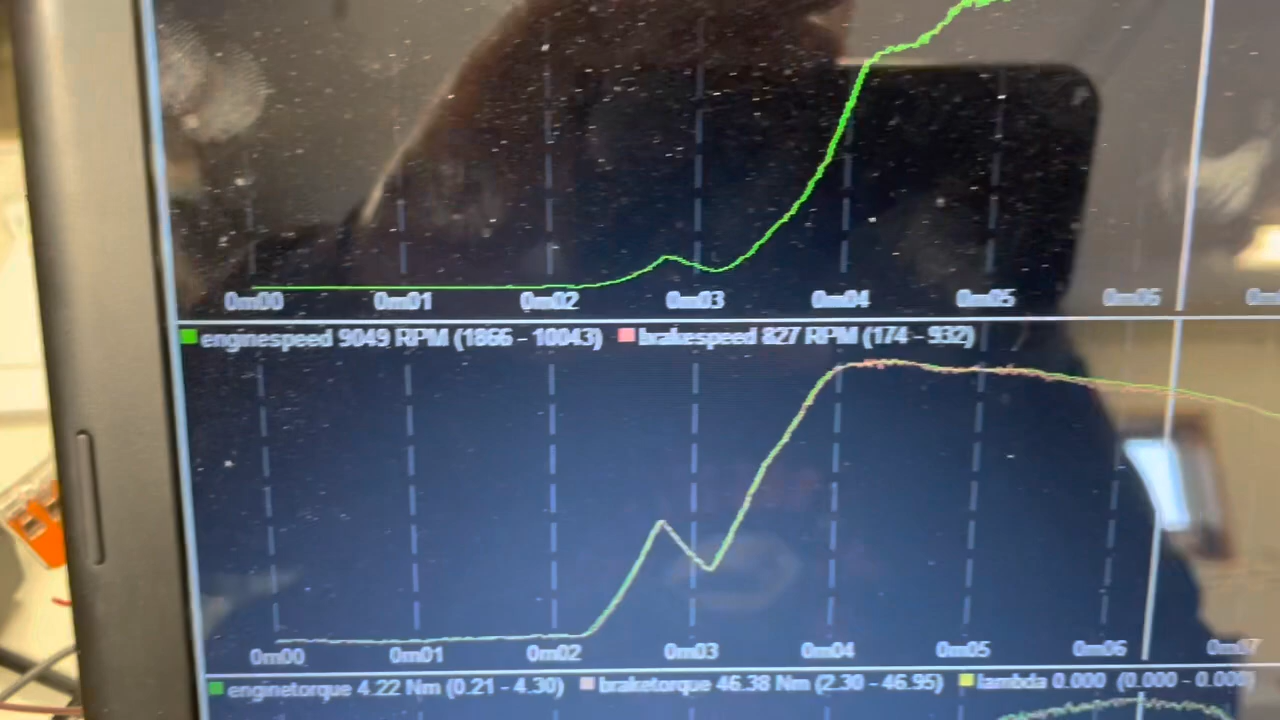 0m00 0m01 0m02 0m03 0m04 0m05 0m06
enginespeed 9049 RPM (1866 - 10043) brakespeed 827 RPM (174 - 932)
0m00 0m01 0m02 0m03 0m04 0m05 0m06 0m07
enginetorque 4.22 Nm (0.21 - 4.30) braketorque 46.38 Nm (2.30 - 46.95) lambda 0.000 (0.000 - 0.000)